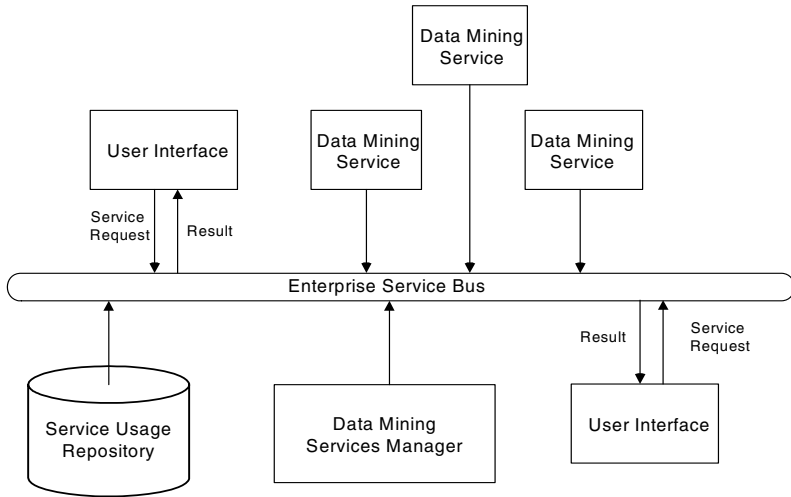 Data Mining
Service
User Interface
Data Mining
Service
Data Mining
Service
Service
Request
Result
Enterprise Service Bus
Result
Service
Request
Service Usage
Repository
Data Mining
Services Manager
User Interface